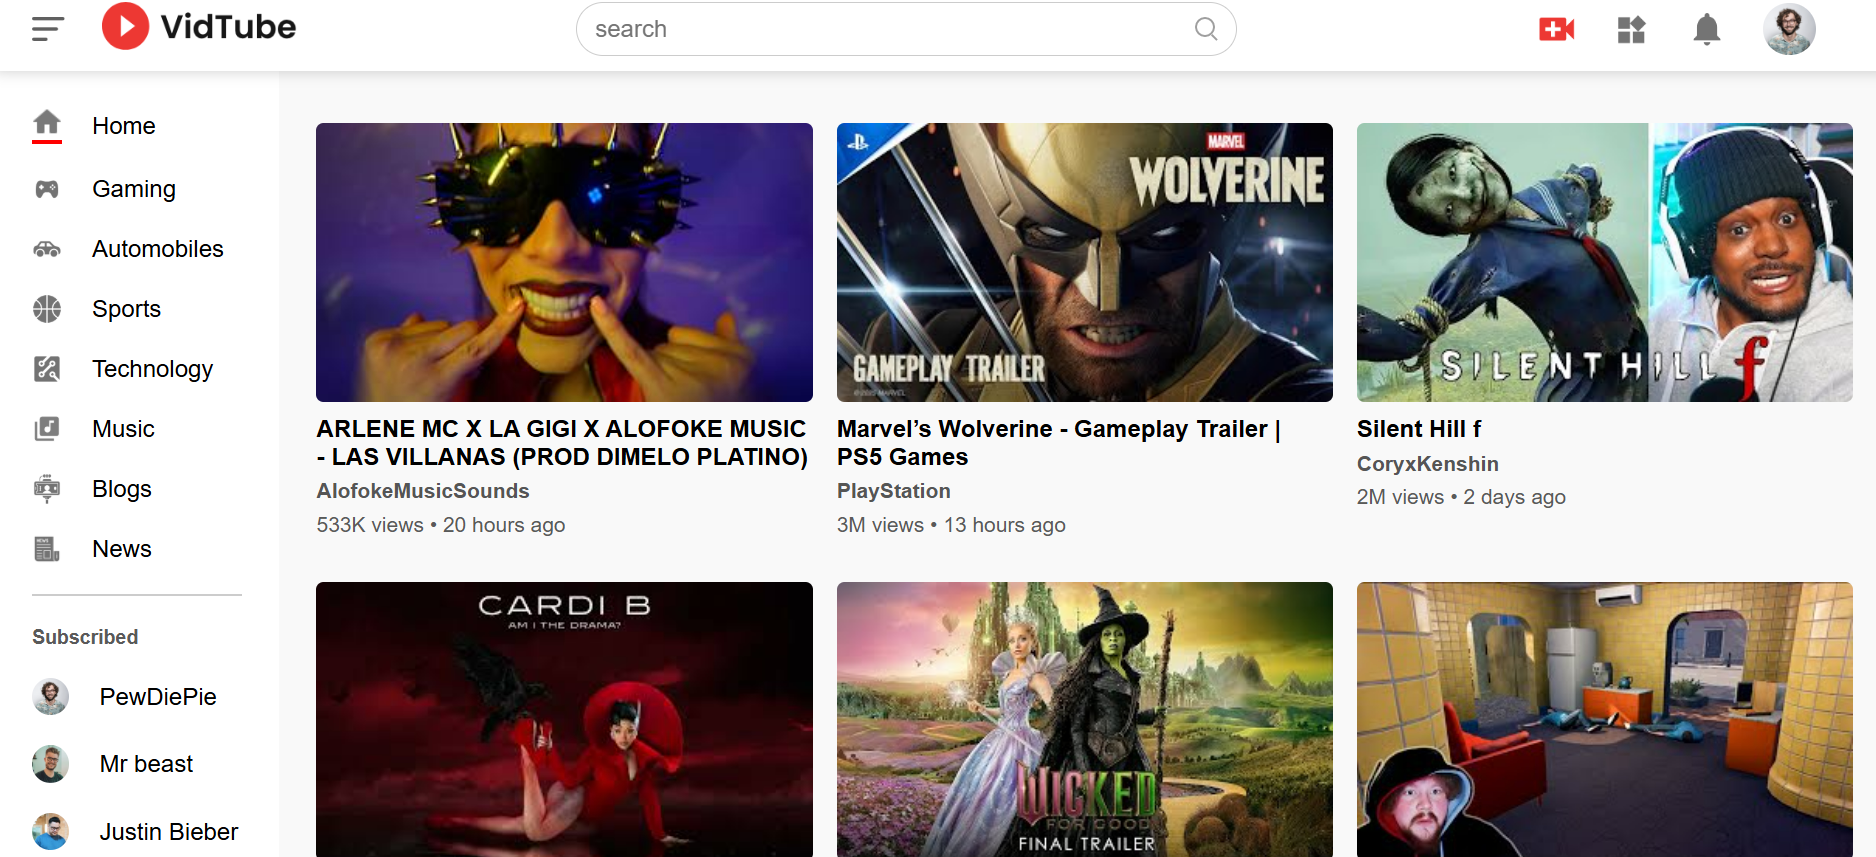 VidTube
search
Home
Gaming
Automobiles
Sports
Technology
Music
Blogs
News
Subscribed
PewDiePie
Mr beast
Justin Bieber
MARVEL
WOLVERINE
GAMEPLAY TRAILER
SILENT HILL f
ARLENE MC X LA GIGI X ALOFOKE MUSIC
- LAS VILLANAS (PROD DIMELO PLATINO)
AlofokeMusicSounds
533K views • 20 hours ago
Marvel’s Wolverine - Gameplay Trailer |
PS5 Games
PlayStation
3M views • 13 hours ago
Silent Hill f
CoryxKenshin
2M views • 2 days ago
CARDI B
AM I THE DRAMA?
WICKED
FOR GOOD
FINAL TRAILER